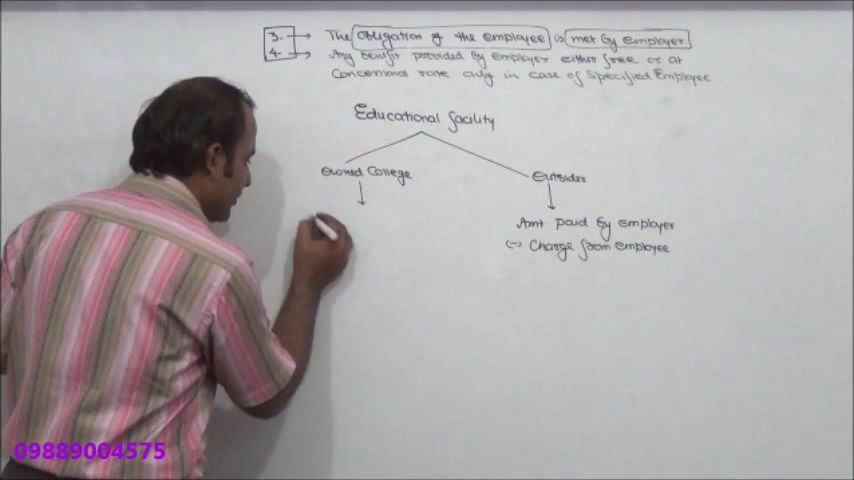 3. → The obligation of the employee is met by employer.
4. → Any benefit provided by employer either free or at
Concessional rate only in case of Specified Employee
Educational facility
Owned College
Outsider
Amt paid by employer
(-) Charge from employee
09889004575